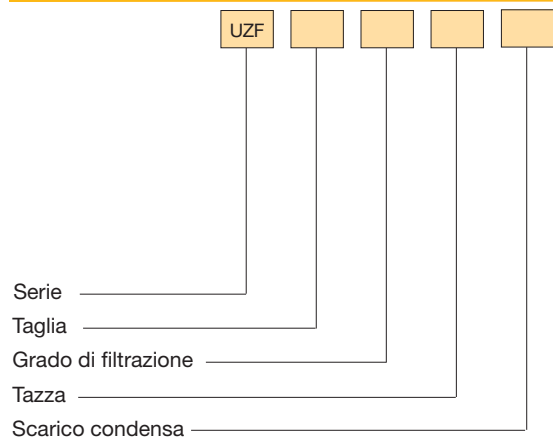 UZF
Serie
Taglia
Grado di filtrazione
Tazza
Scarico condensa